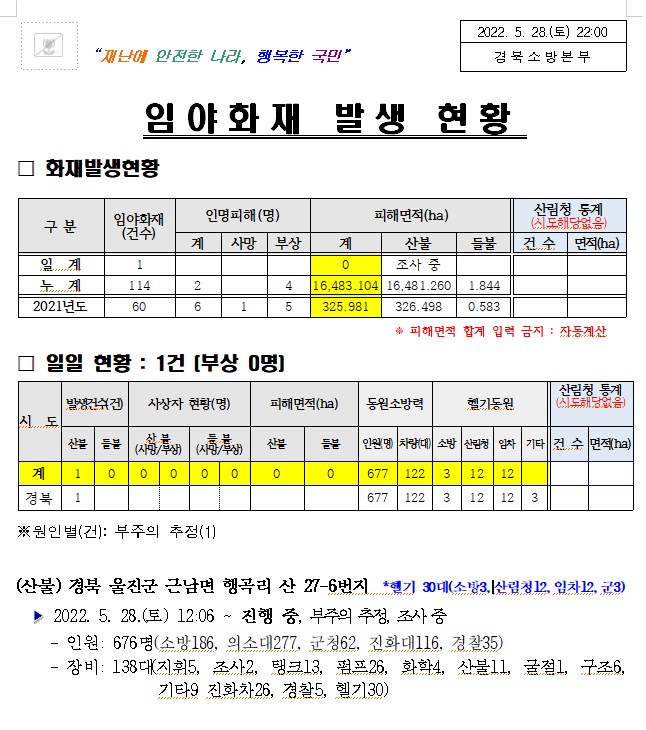 2022. 5. 28.(토) 22:00
경북소방본부
“재난에 안전한 나라, 행복한 국민”
임야화재 발생 현황
□ 화재발생현황
구 분 임야화재(건수) 인명피해(명) 피해면적(ha) 산림청 통계(시도해당없음)
계 사망 부상 계 산불 들불 건 수 면적(ha)
일 계 1 0 조사 중
누 계 114 2 4 16,483.104 16,481.260 1.844
2021년도 60 6 1 5 325.981 326.498 0.583
※ 피해면적 합계 입력 금지 : 자동계산
□ 일일 현황 : 1건 (부상 0명)
시 도 발생건수(건) 사상자 현황(명) 피해면적(ha) 동원소방력 헬기동원 산림청 통계(시도해당없음)
산불 들불 산 불(사망/부상) 들 불(사망/부상) 산불 들불 인원(명) 차량(대) 소방 산림청 임차 기타 건 수 면적(ha)
계 1 0 0 0 0 0 0 0 677 122 3 12 12
경북 1 677 122 3 12 12 3
※원인별(건): 부주의 추정(1)
(산불) 경북 울진군 근남면 행곡리 산 27-6번지 *헬기 30대(소방3, 산림청12, 임차12, 군3)
▶ 2022. 5. 28.(토) 12:06 ~ 진행 중, 부주의 추정, 조사 중
- 인원: 676명(소방186, 의소대277, 군청62, 진화대116, 경찰35)
- 장비: 138대(지휘5, 조사2, 탱크13, 펌프26, 화학4, 산불11, 굴절1, 구조6,
기타9 진화차26, 경찰5, 헬기30)